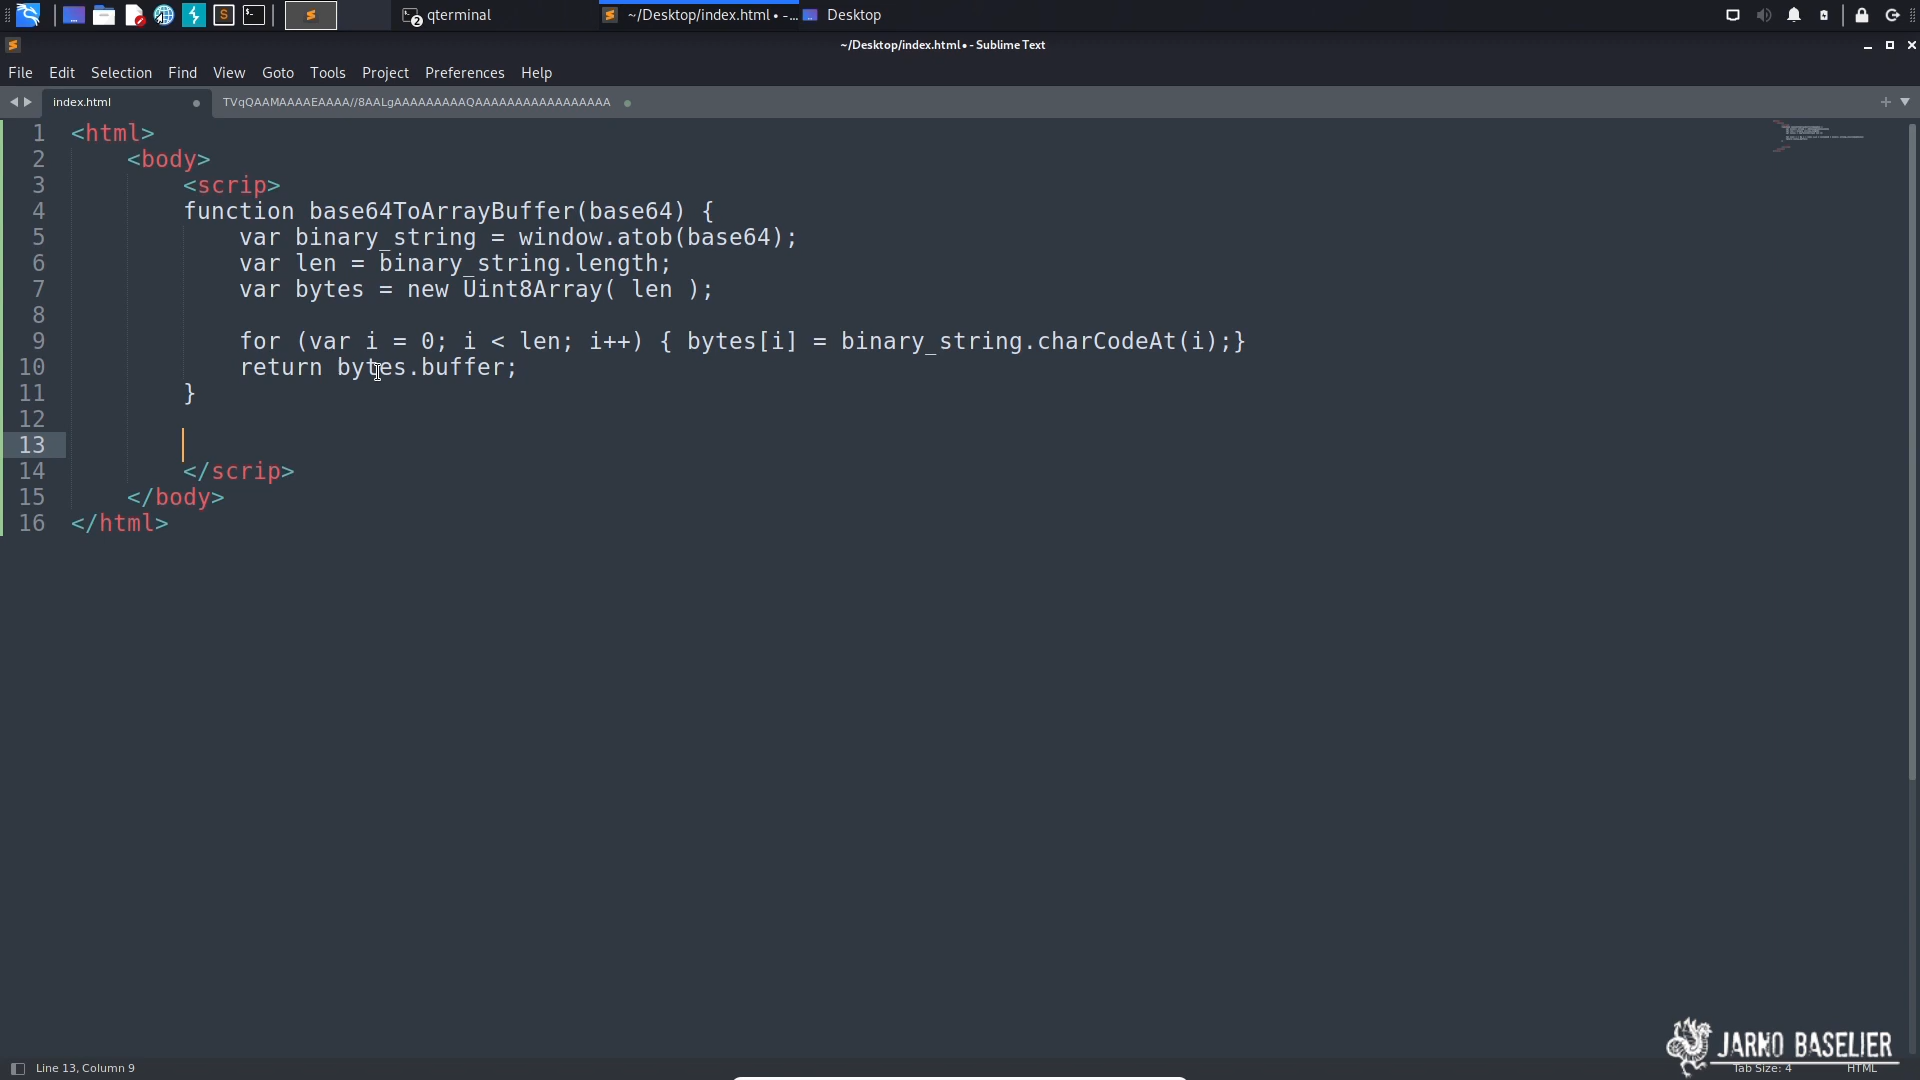 qterminal
~/Desktop/index.html • -...
Desktop
~/Desktop/index.html • - Sublime Text
File Edit Selection Find View Goto Tools Project Preferences Help
index.html
TVqQAAMAAAAEAAAA//8AALgAAAAAAAAAQAAAAAAAAAAAAAAAAA
1 <html>
2 <body>
3 <scrip>
4 function base64ToArrayBuffer(base64) {
5 var binary_string = window.atob(base64);
6 var len = binary_string.length;
7 var bytes = new Uint8Array( len );
8
9 for (var i = 0; i < len; i++) { bytes[i] = binary_string.charCodeAt(i);}
10 return bytes.buffer;
11 }
12
13
14 </scrip>
15 </body>
16 </html>
JARNO BASELIER
Line 13, Column 9
Tab Size: 4
HTML